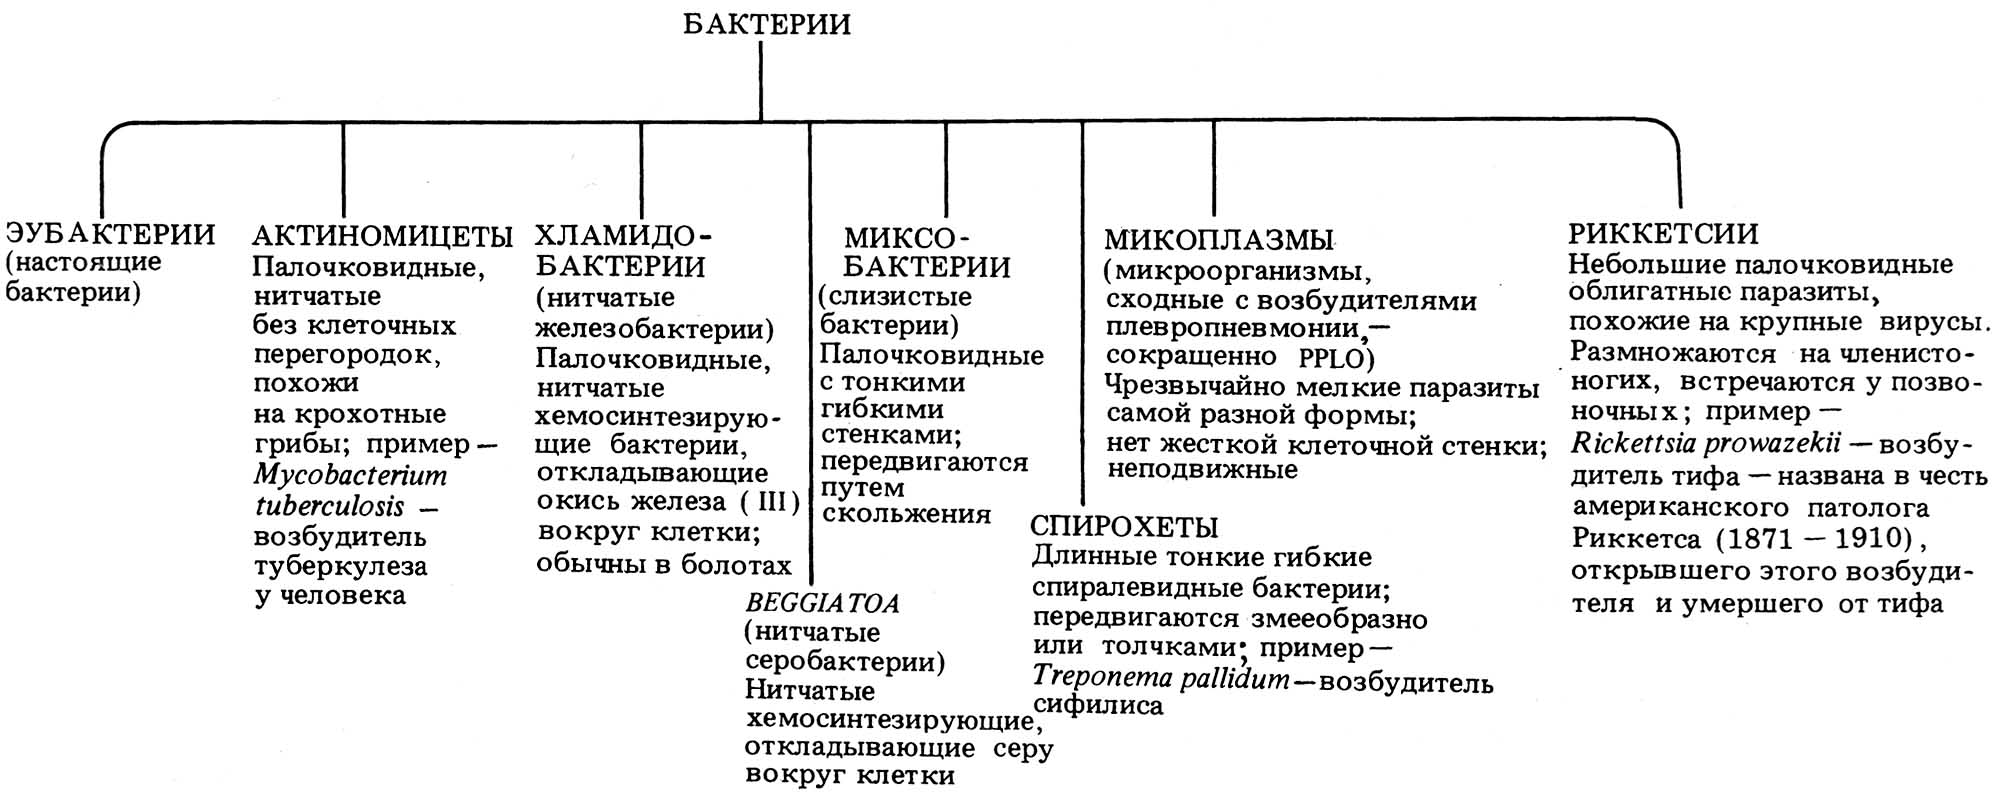 БАКТЕРИИ
ЭУБАКТЕРИИ
(настоящие
бактерии)
АКТИНОМИЦЕТЫ
Палочковидные,
нитчатые
без клеточных
перегородок,
похожи
на крохотные
грибы; пример —
Mycobacterium
tuberculosis —
возбудитель
туберкулеза
у человека
ХЛАМИДО-
БАКТЕРИИ
(нитчатые
железобактерии)
Палочковидные,
нитчатые
хемосинтезирую-
щие бактерии,
откладывающие
окись железа (III)
вокруг клетки;
обычны в болотах
BEGGIATOA
(нитчатые
серобактерии)
Нитчатые
хемосинтезирующие,
откладывающие серу
вокруг клетки
МИКСО-
БАКТЕРИИ
(слизистые
бактерии)
Палочковидные
с тонкими
гибкими
стенками;
передвигаются
путем
скольжения
СПИРОХЕТЫ
Длинные тонкие гибкие
спиралевидные бактерии;
передвигаются змееобразно
или толчками; пример —
Treponema pallidum — возбудитель
сифилиса
МИКОПЛАЗМЫ
(микроорганизмы,
сходные с возбудителями
плевропневмонии, —
сокращенно PPLO)
Чрезвычайно мелкие паразиты
самой разной формы;
нет жесткой клеточной стенки;
неподвижные
РИККЕТСИИ
Небольшие палочковидные
облигатные паразиты,
похожие на крупные вирусы.
Размножаются на членисто-
ногих, встречаются у позво-
ночных; пример —
Rickettsia prowazekii — возбу-
дитель тифа — названа в честь
американского патолога
Риккетса (1871 — 1910),
открывшего этого возбуди-
теля и умершего от тифа